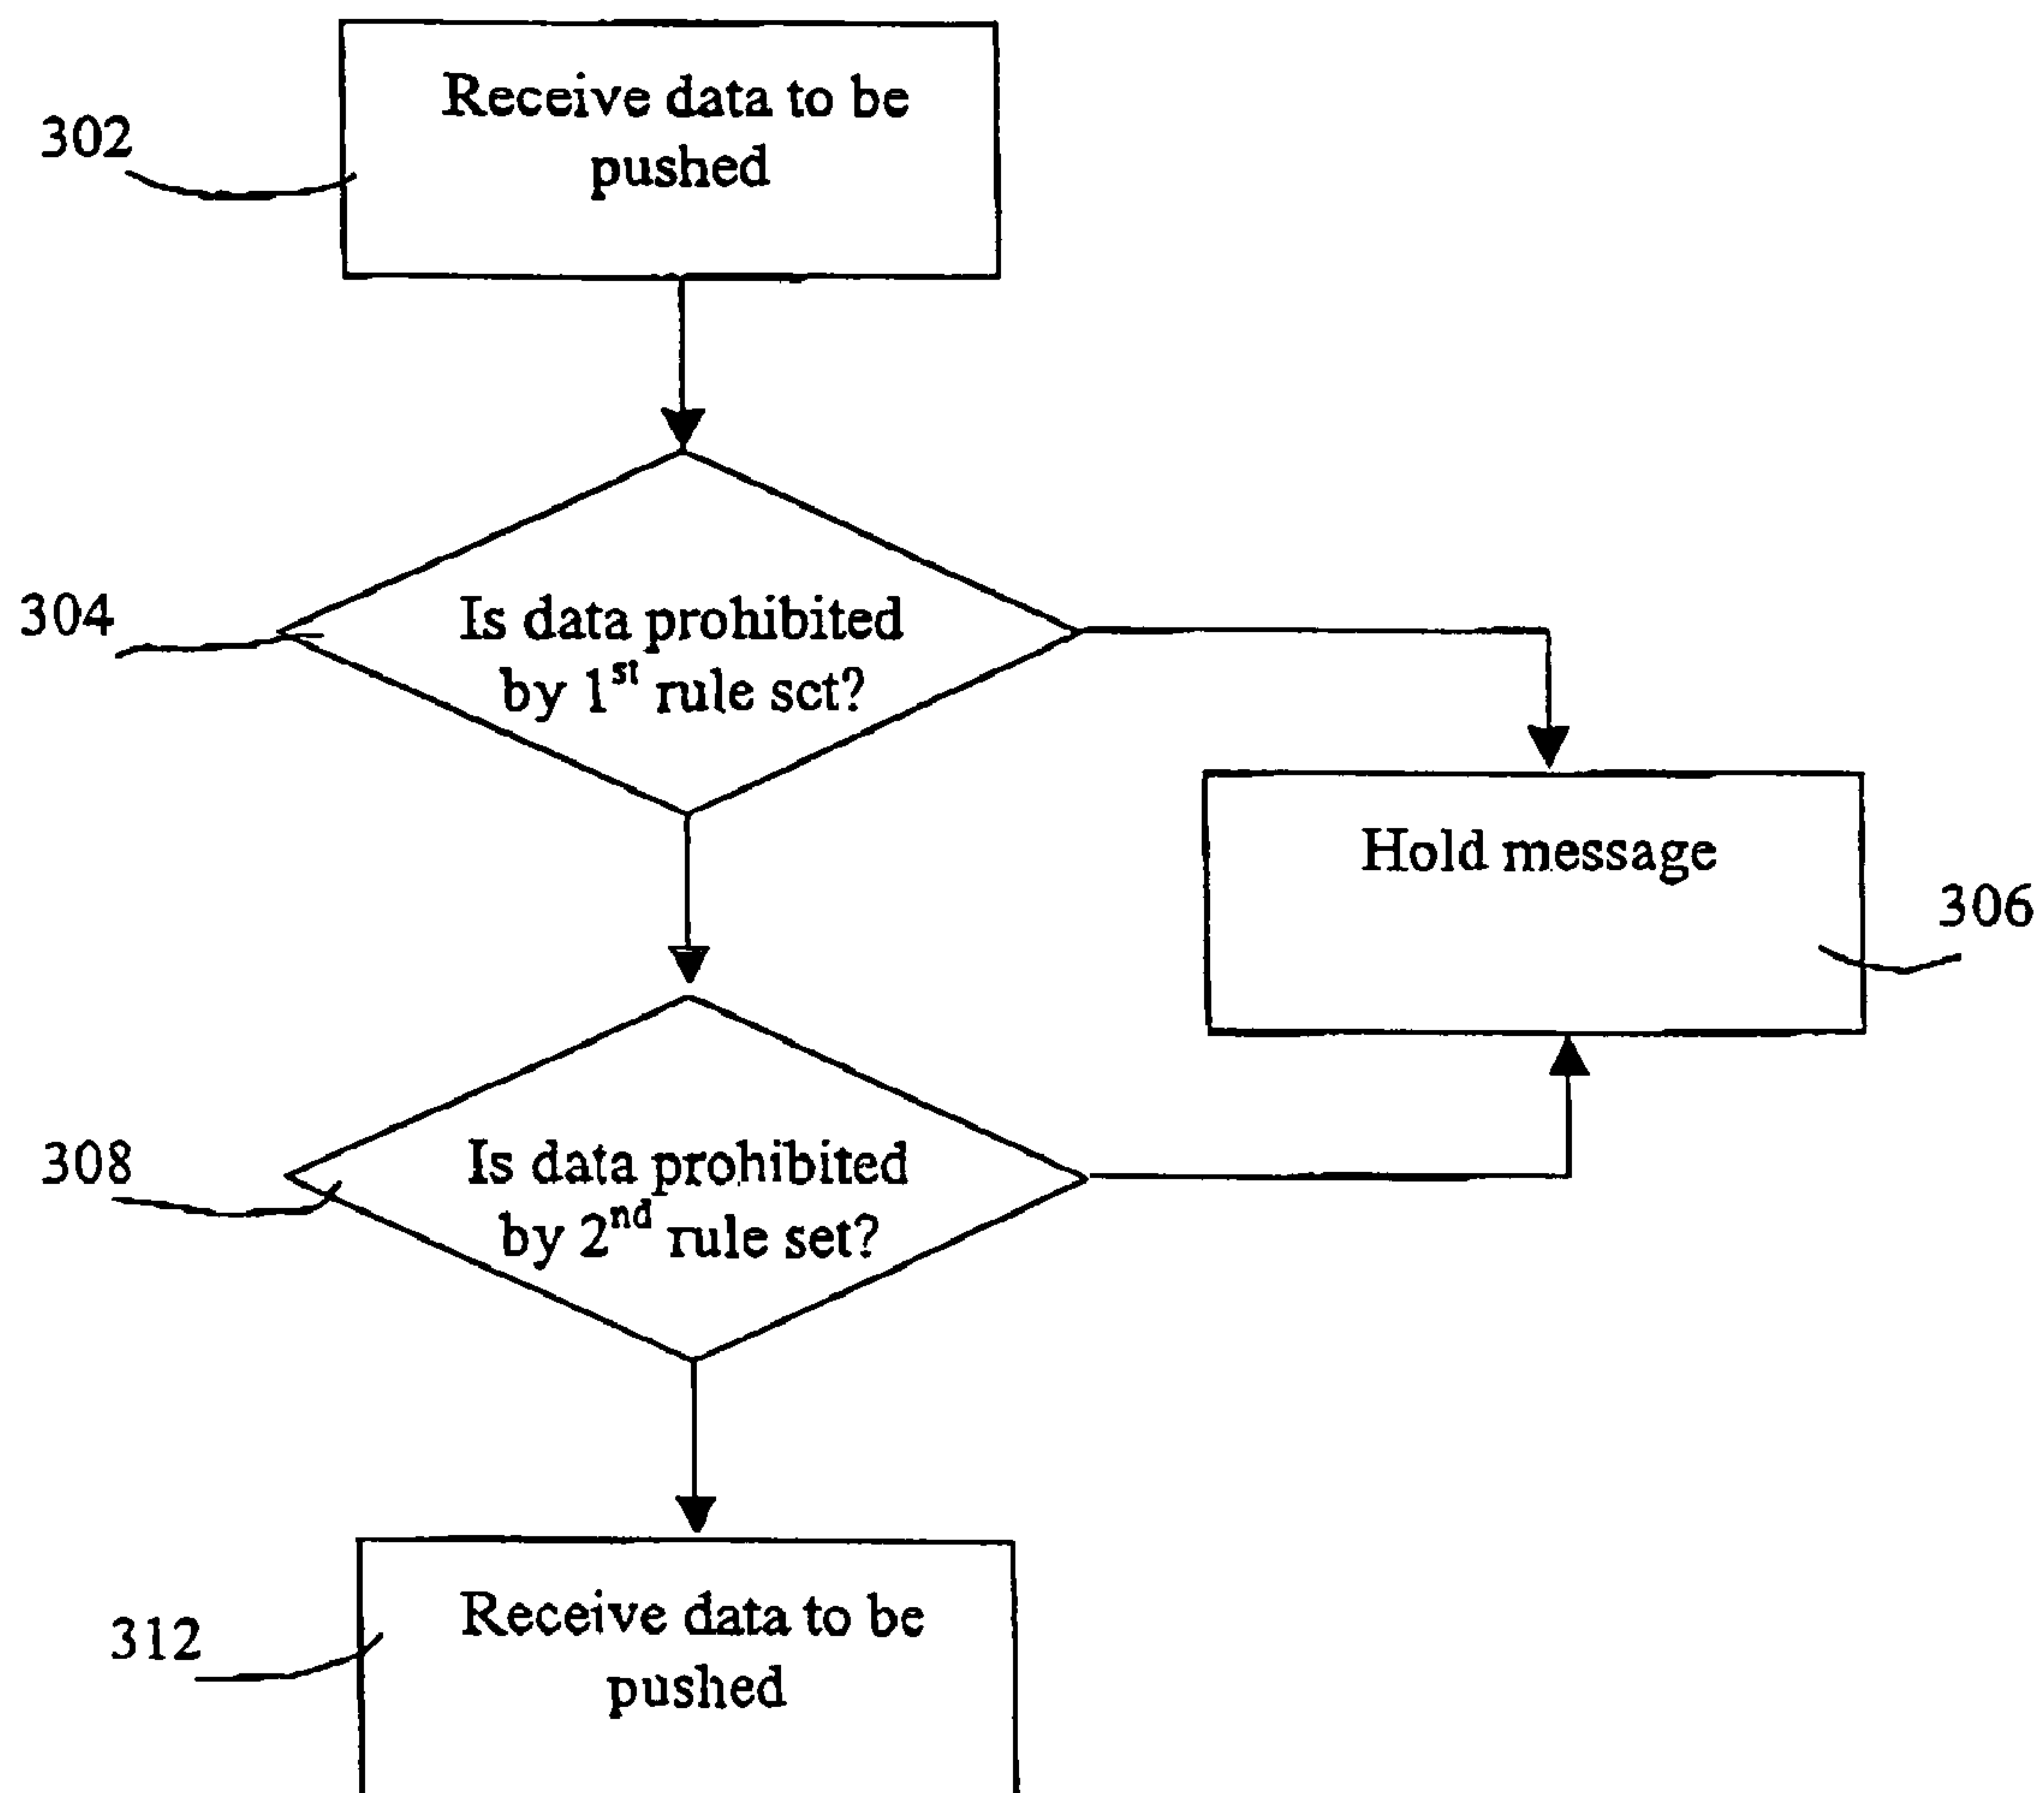 Receive data to be
pushed
302
304
Is data prohibited
by 1st rule set?
Hold message
306
308
Is data prohibited
by 2nd rule set?
312
Receive data to be
pushed